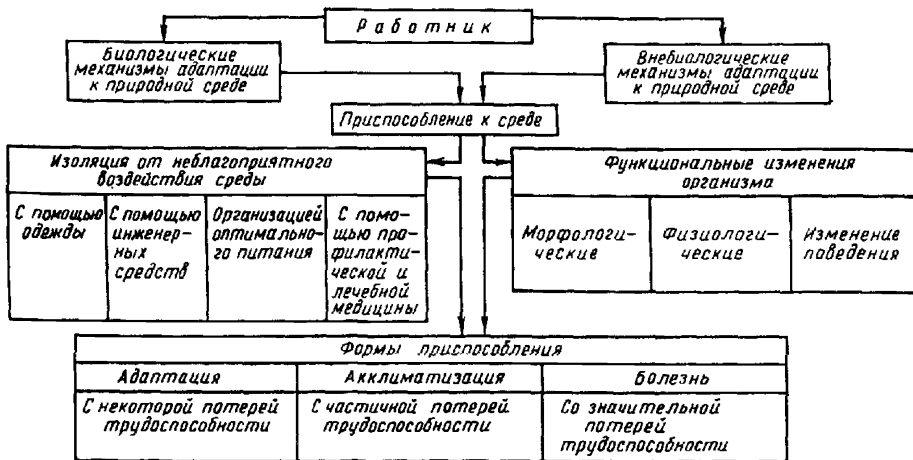 Работник
Биологические
механизмы адаптации
к природной среде
Внебиологические
механизмы адаптации
к природной среде
Приспособление к среде
Изоляция от неблагоприятного
воздействия среды
С помощью
одежды
С помощью
инженер-
ных
средств
Организацией
оптимально-
го питания
С помо-
щью про-
филакти-
ческой и
лечебной
медицины
Функциональные изменения
организма
Морфологи-
ческие
Физиологи-
ческие
Изменение
поведения
Формы приспособления
Адаптация
Акклиматизация
Болезнь
С некоторой потерей
трудоспособности
С частичной потерей
трудоспособности
Со значительной
потерей
трудоспособности